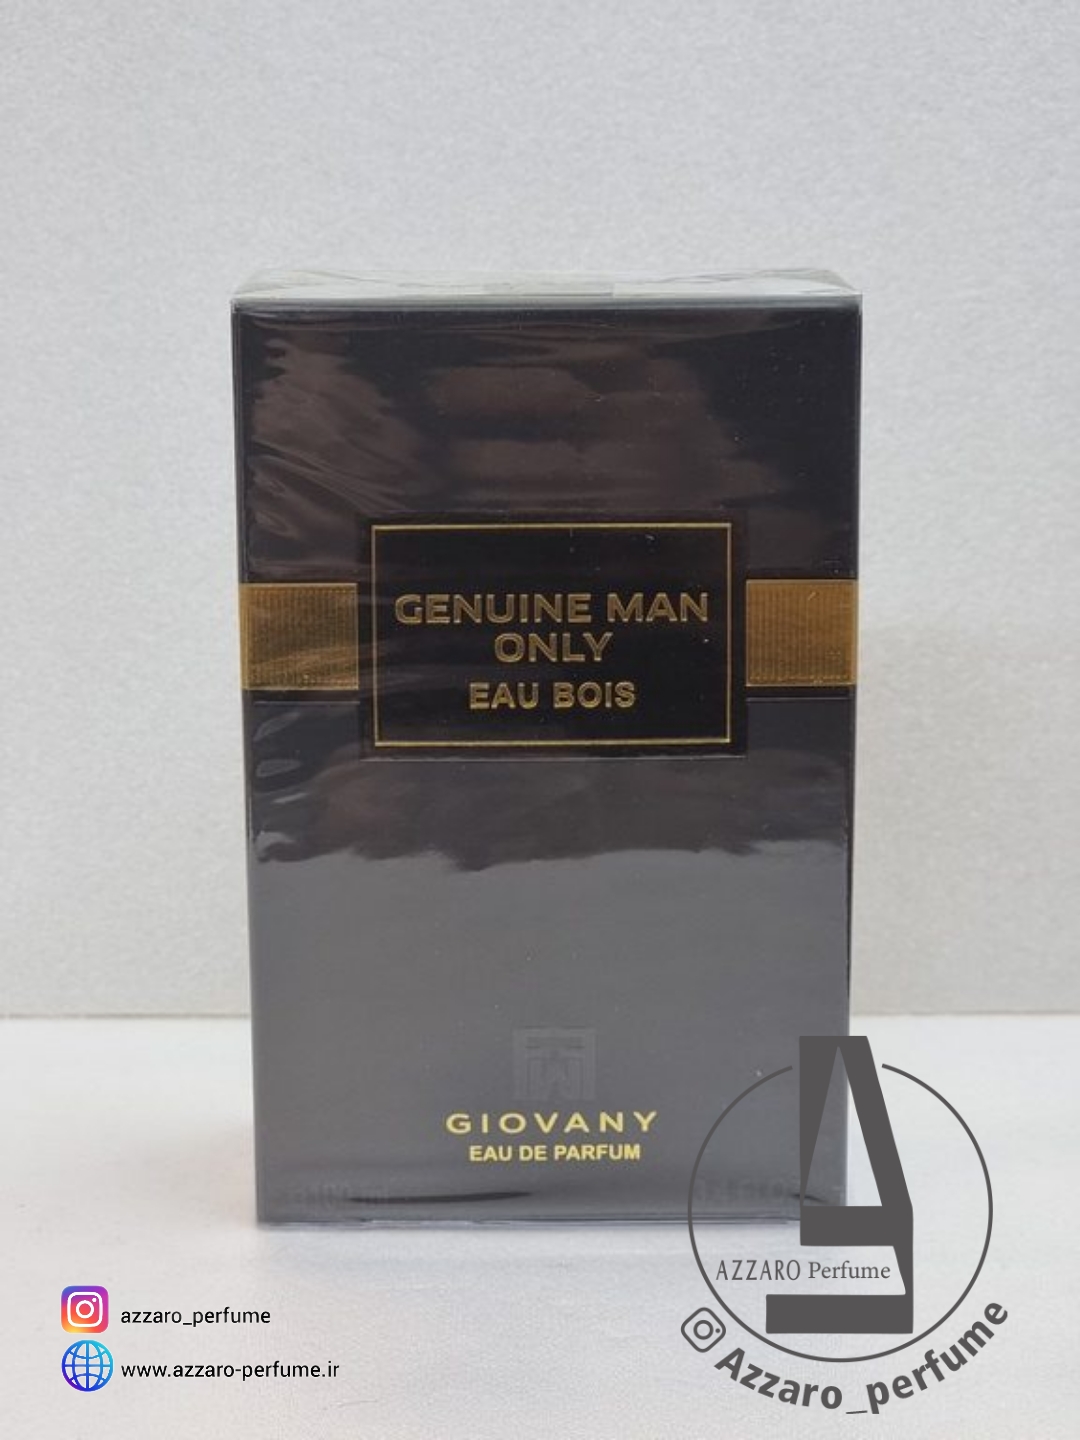 GENUINE MAN
ONLY
EAU BOIS
GIOVANY
EAU DE PARFUM
AZZARO Perfume
azzaro_perfume
www.azzaro-perfume.ir
Azzaro_perfume